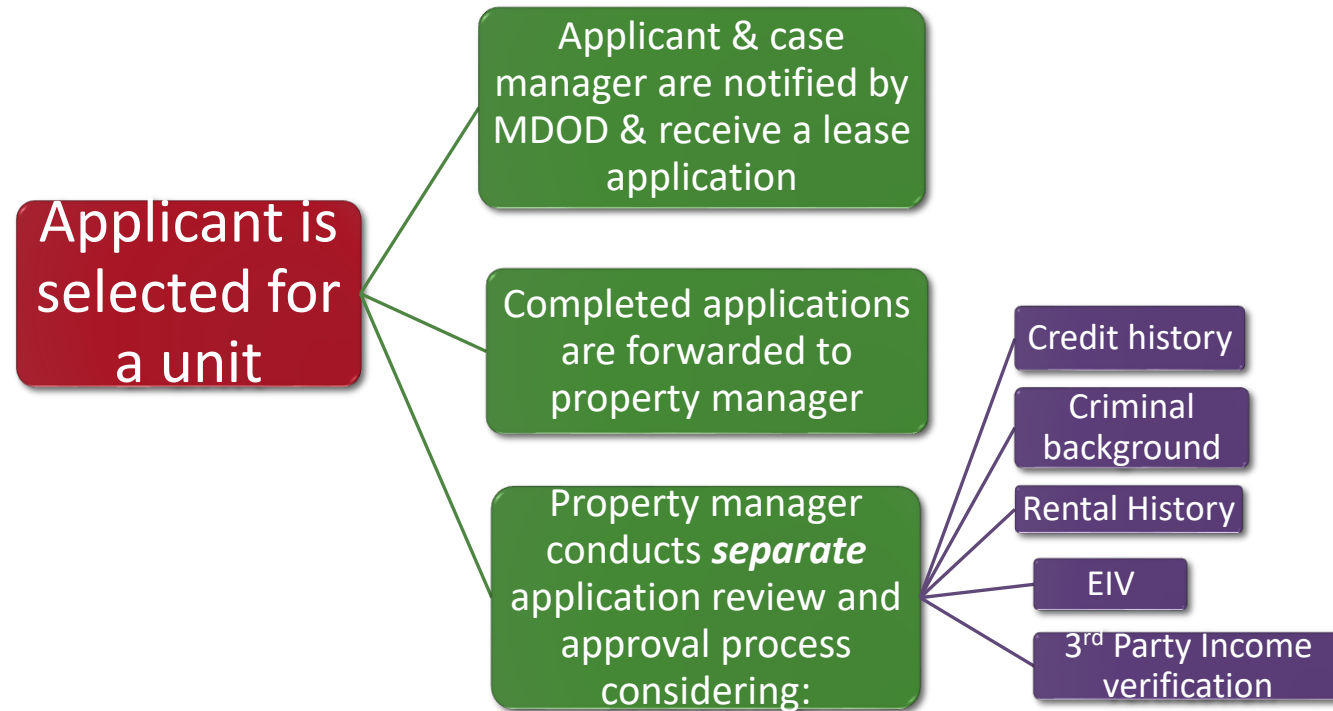 Applicant is
selected for
a unit
Applicant & case
manager are notified by
MDOD & receive a lease
application
Completed applications
are forwarded to
property manager
Property manager
conducts separate
application review and
approval process
considering:
Credit history
Criminal
background
Rental History
EIV
3rd Party Income
verification